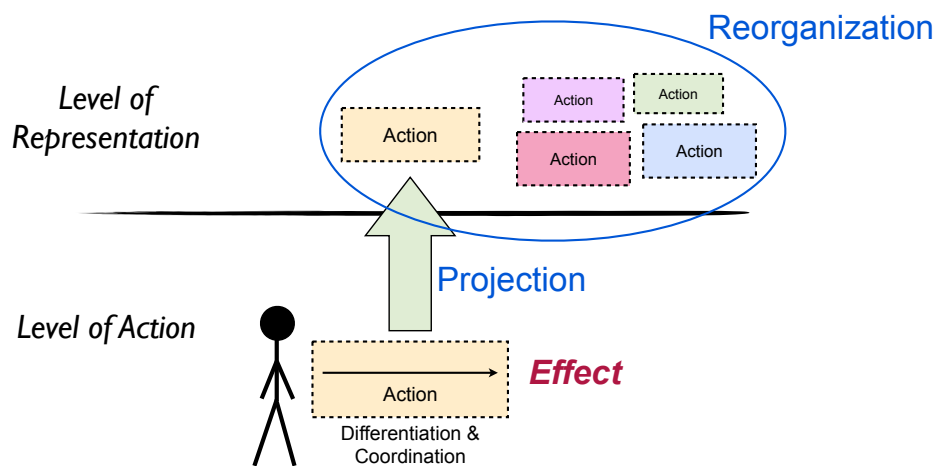 Reorganization
Level of
Representation
Action
Action
Action
Action
Action
Projection
Level of Action
Effect
Action
Differentiation &
Coordination